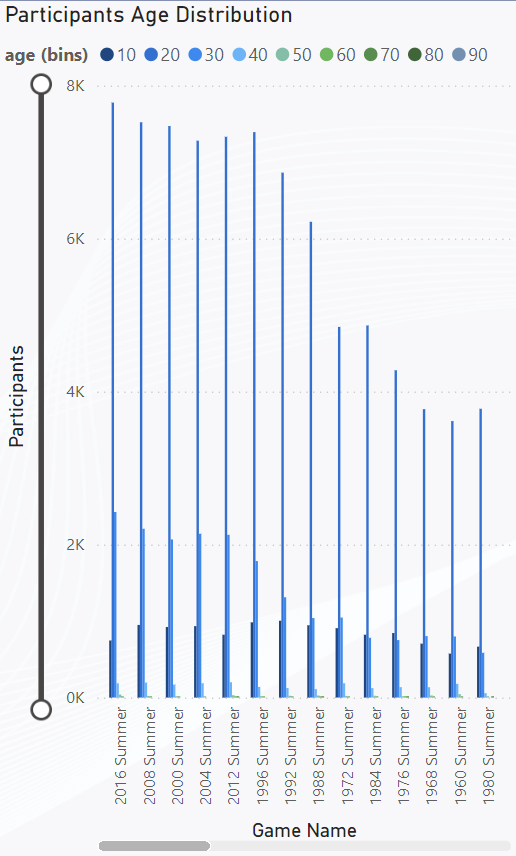 Participants Age Distribution
age (bins) 10 20 30 40 50 60 70 80 90
8K
6K
4K
2K
0K
Participants
2016 Summer
2008 Summer
2000 Summer
2004 Summer
2012 Summer
1996 Summer
1992 Summer
1988 Summer
1972 Summer
1984 Summer
1976 Summer
1968 Summer
1960 Summer
1980 Summer
Game Name